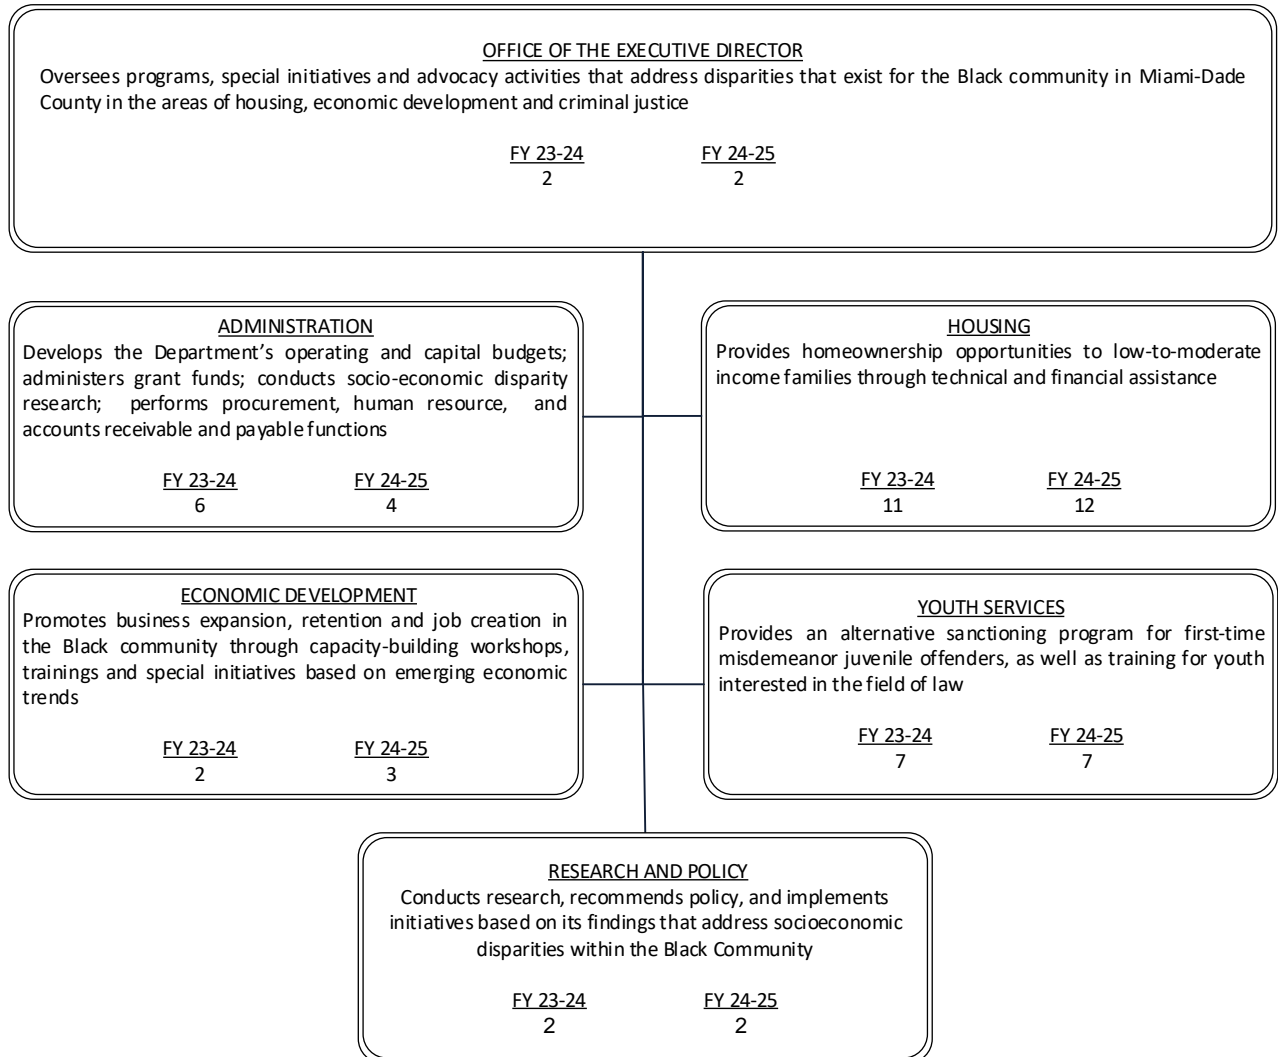 OFFICE OF THE EXECUTIVE DIRECTOR
Oversees programs, special initiatives and advocacy activities that address disparities that exist for the Black community in Miami-Dade
County in the areas of housing, economic development and criminal justice
FY 23-24 FY 24-25
2 2
ADMINISTRATION
Develops the Department’s operating and capital budgets;
administers grant funds; conducts socio-economic disparity
research; performs procurement, human resource, and
accounts receivable and payable functions
FY 23-24 FY 24-25
6 4
HOUSING
Provides homeownership opportunities to low-to-moderate
income families through technical and financial assistance
FY 23-24 FY 24-25
11 12
ECONOMIC DEVELOPMENT
Promotes business expansion, retention and job creation in
the Black community through capacity-building workshops,
trainings and special initiatives based on emerging economic
trends
FY 23-24 FY 24-25
2 3
YOUTH SERVICES
Provides an alternative sanctioning program for first-time
misdemeanor juvenile offenders, as well as training for youth
interested in the field of law
FY 23-24 FY 24-25
7 7
RESEARCH AND POLICY
Conducts research, recommends policy, and implements
initiatives based on its findings that address socioeconomic
disparities within the Black Community
FY 23-24 FY 24-25
2 2